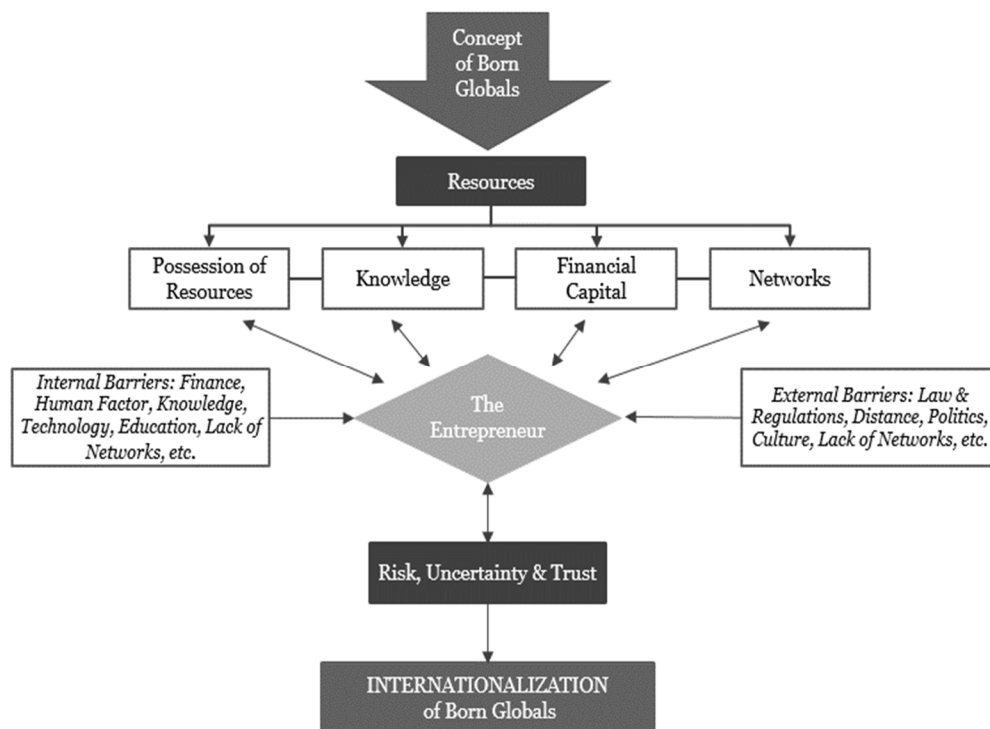 Concept
of Born
Globals
Resources
Possession of
Resources
Knowledge
Financial
Capital
Networks
Internal Barriers: Finance,
Human Factor, Knowledge,
Technology, Education, Lack of
Networks, etc.
The
Entrepreneur
External Barriers: Law &
Regulations, Distance, Politics,
Culture, Lack of Networks, etc.
Risk, Uncertainty & Trust
INTERNATIONALIZATION
of Born Globals